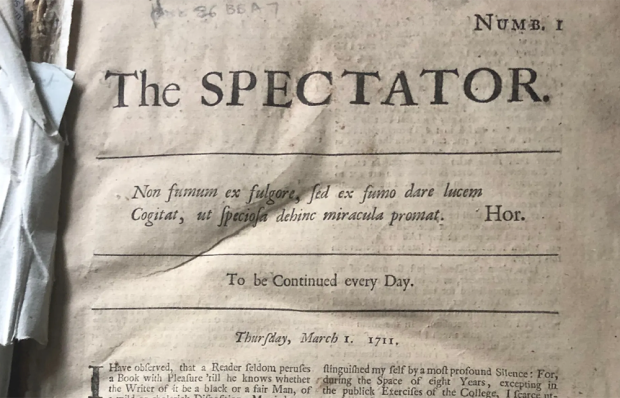 NUMB. 1
The SPECTATOR.
Non fumum ex fulgore, ſed ex fumo dare lucem
Cogitat, ut ſpecioſa dehinc miracula promat. Hor.
To be Continued every Day.
Thurſday, March 1. 1711.
I Have obſerved, that a Reader ſeldom peruſes
a Book with Pleaſure 'till he knows whether
the Writer of it be a black or a fair Man, of
ſtinguiſhed my ſelf by a moſt profound Silence: For,
during the Space of eight Years, excepting in
the publick Exerciſes of the College, I ſcarce